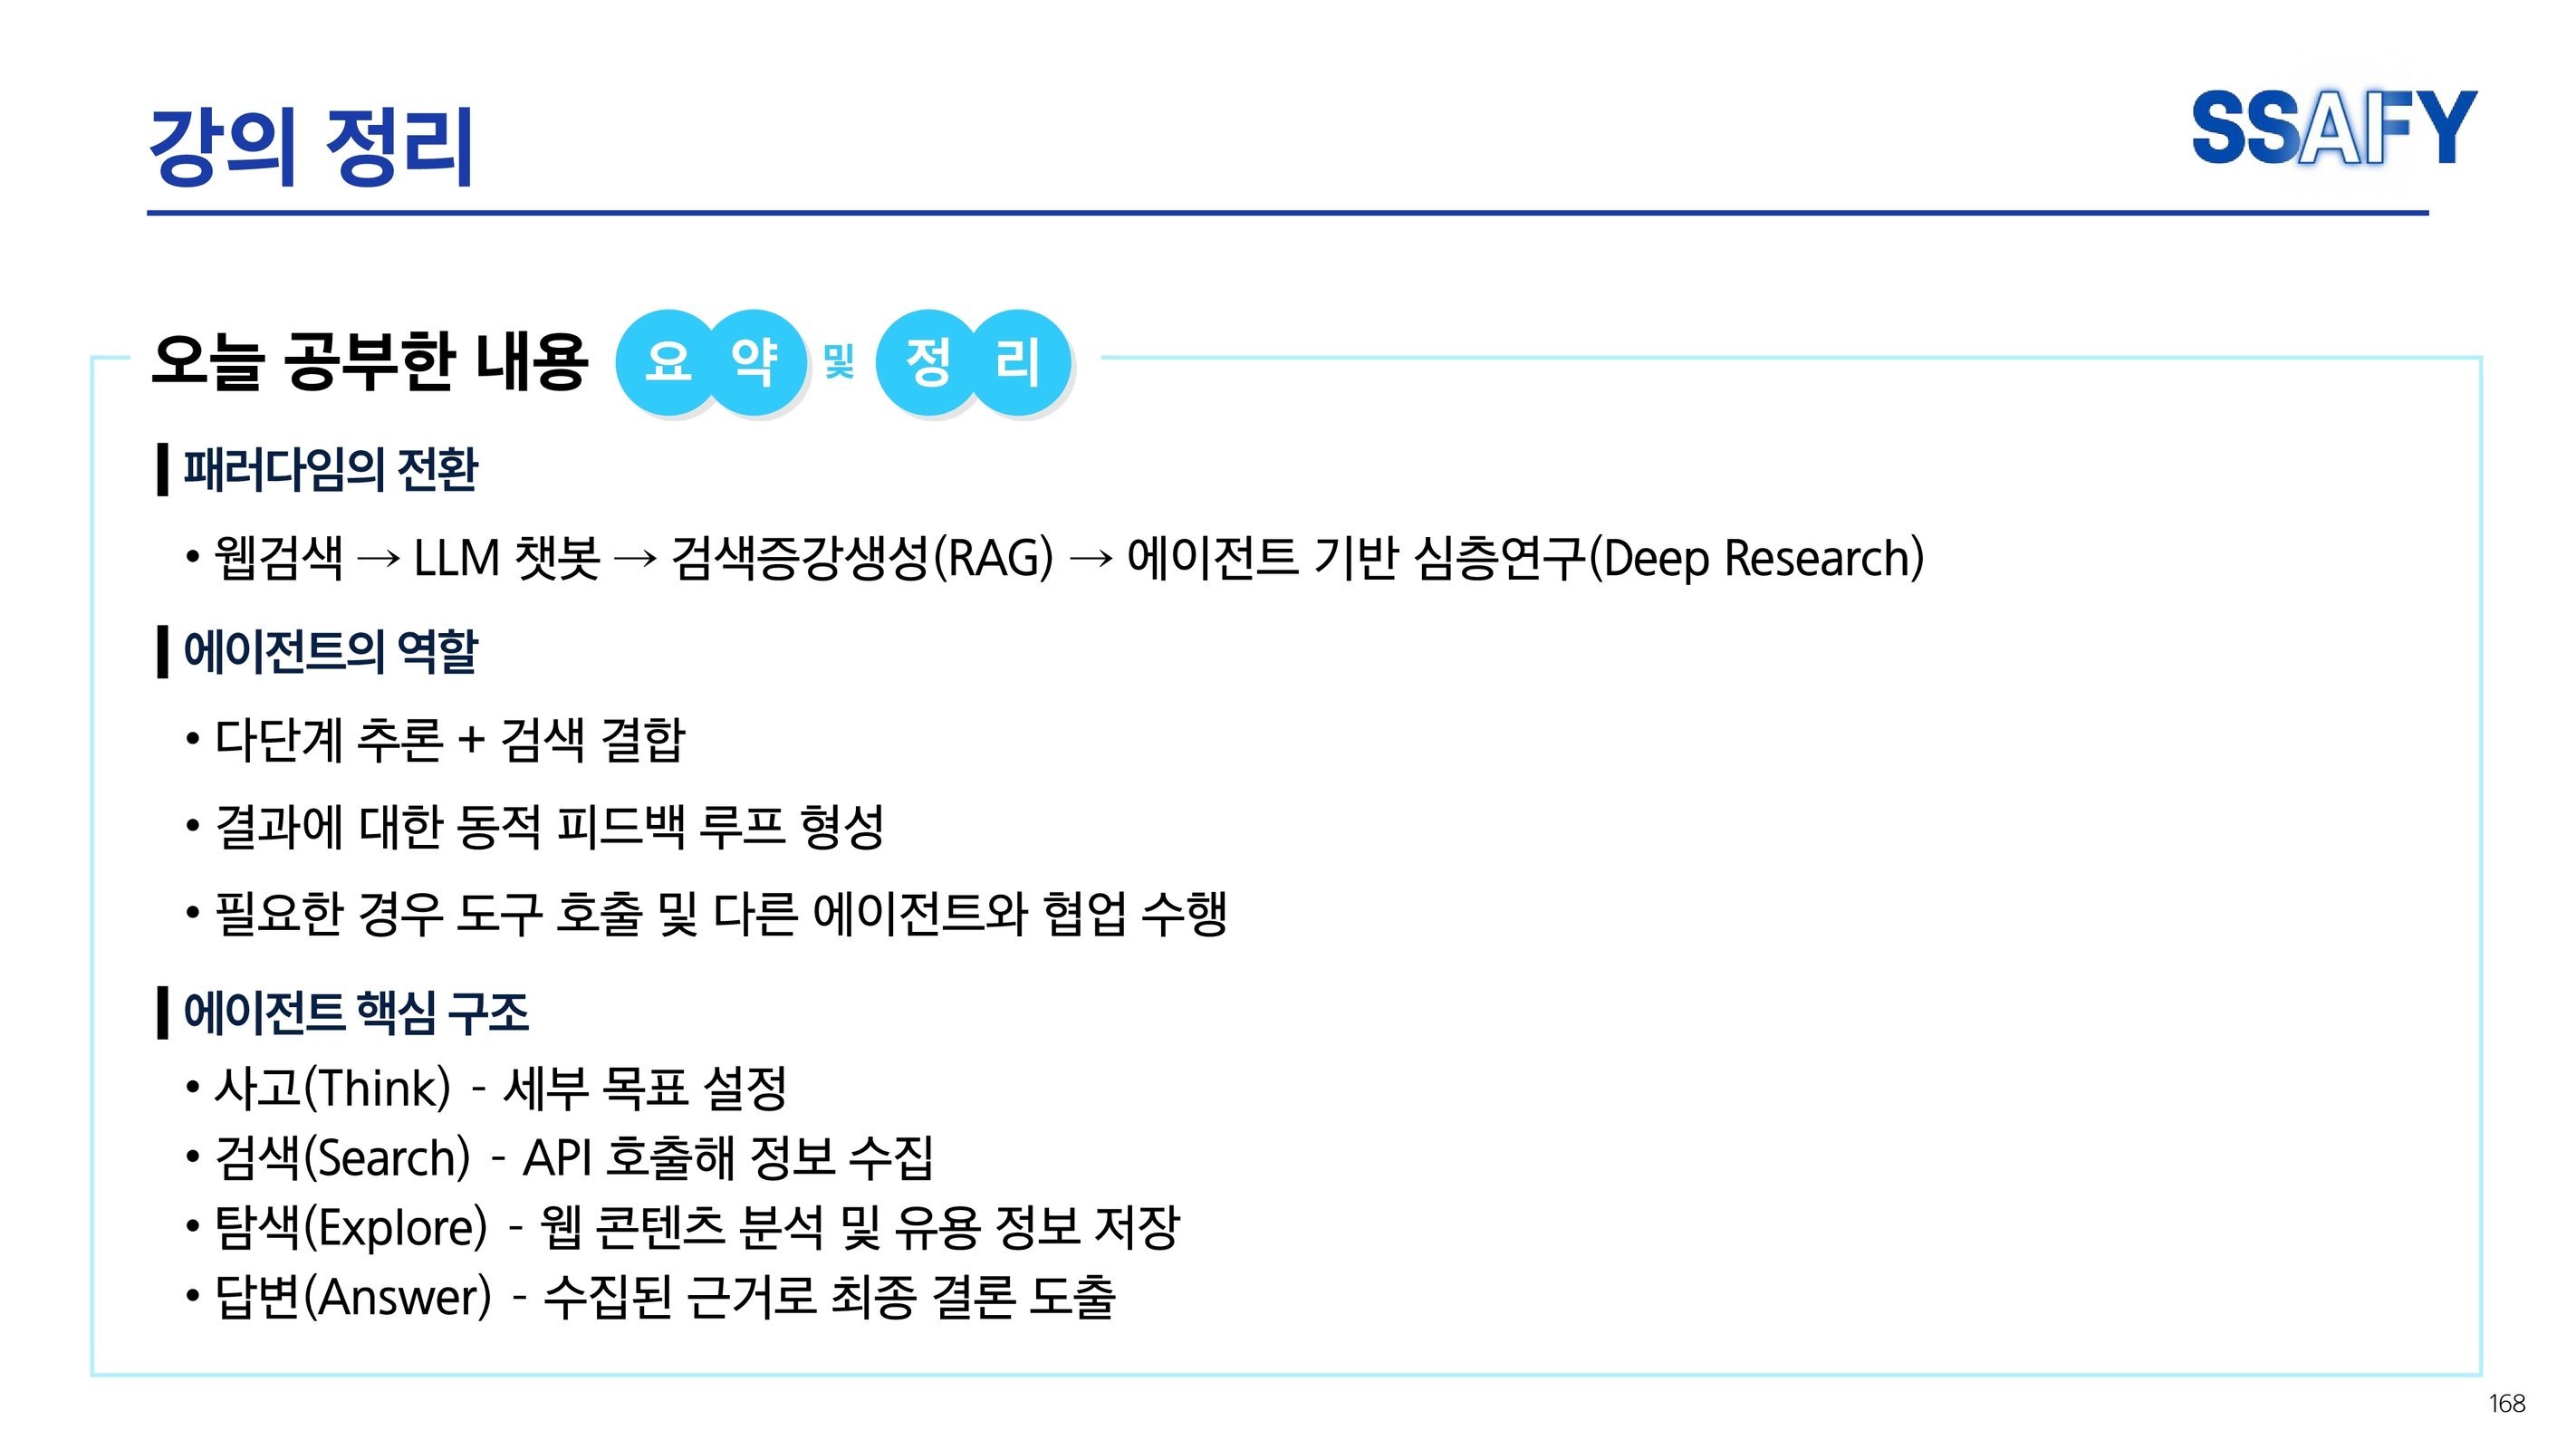 강의 정리
SSAFY
오늘 공부한 내용 요약 및 정리
패러다임의 전환
• 웹검색 → LLM 챗봇 → 검색증강생성(RAG) → 에이전트 기반 심층연구(Deep Research)
에이전트의 역할
• 다단계 추론 + 검색 결합
• 결과에 대한 동적 피드백 루프 형성
• 필요한 경우 도구 호출 및 다른 에이전트와 협업 수행
에이전트 핵심 구조
• 사고(Think) - 세부 목표 설정
• 검색(Search) - API 호출해 정보 수집
• 탐색(Explore) - 웹 콘텐츠 분석 및 유용 정보 저장
• 답변(Answer) - 수집된 근거로 최종 결론 도출
168